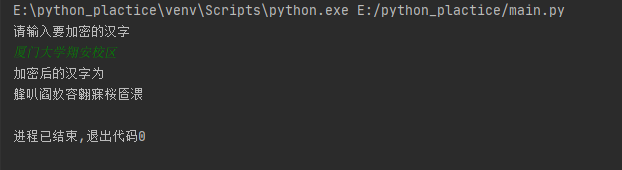 E:\python_plactice\venv\Scripts\python.exe E:/python_plactice/main.py
请输入要加密的汉字
厦门大学翔安校区
加密后的汉字为
进程已结束,退出代码0